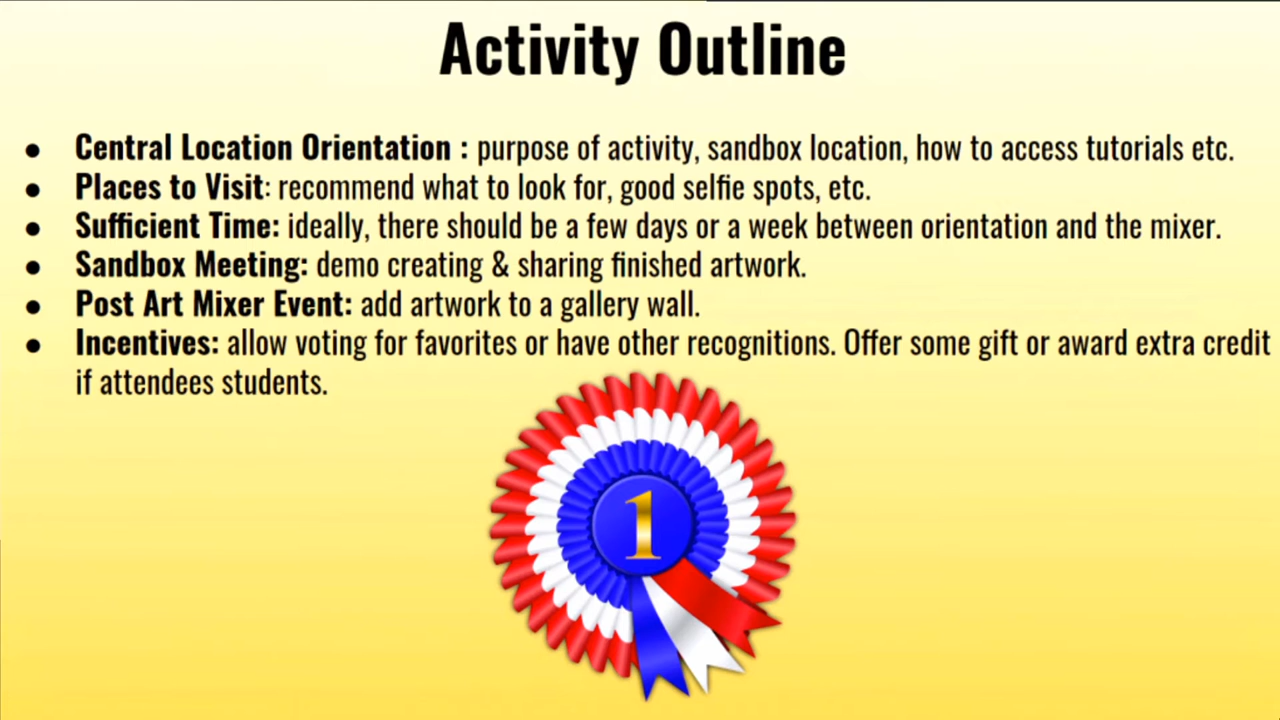 Activity Outline
● Central Location Orientation : purpose of activity, sandbox location, how to access tutorials etc.
● Places to Visit: recommend what to look for, good selfie spots, etc.
● Sufficient Time: ideally, there should be a few days or a week between orientation and the mixer.
● Sandbox Meeting: demo creating & sharing finished artwork.
● Post Art Mixer Event: add artwork to a gallery wall.
● Incentives: allow voting for favorites or have other recognitions. Offer some gift or award extra credit
if attendees students.
1